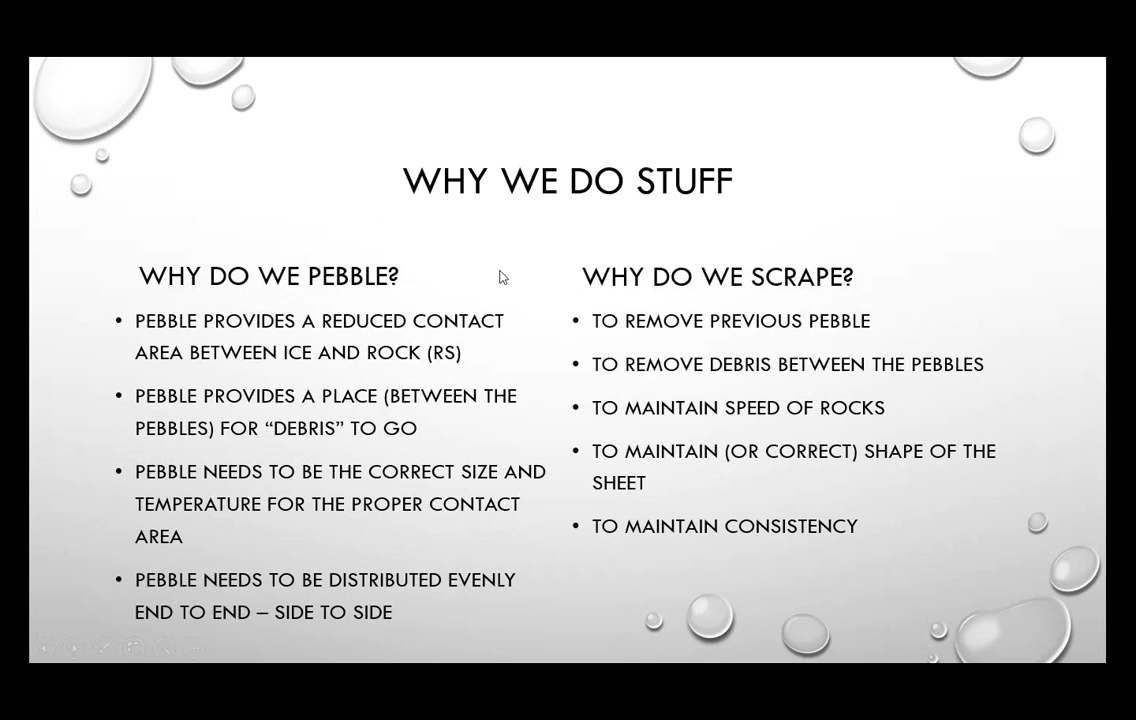 WHY WE DO STUFF
WHY DO WE PEBBLE?
• PEBBLE PROVIDES A REDUCED CONTACT
AREA BETWEEN ICE AND ROCK (RS)
• PEBBLE PROVIDES A PLACE (BETWEEN THE
PEBBLES) FOR “DEBRIS” TO GO
• PEBBLE NEEDS TO BE THE CORRECT SIZE AND
TEMPERATURE FOR THE PROPER CONTACT
AREA
• PEBBLE NEEDS TO BE DISTRIBUTED EVENLY
END TO END – SIDE TO SIDE
WHY DO WE SCRAPE?
• TO REMOVE PREVIOUS PEBBLE
• TO REMOVE DEBRIS BETWEEN THE PEBBLES
• TO MAINTAIN SPEED OF ROCKS
• TO MAINTAIN (OR CORRECT) SHAPE OF THE
SHEET
• TO MAINTAIN CONSISTENCY